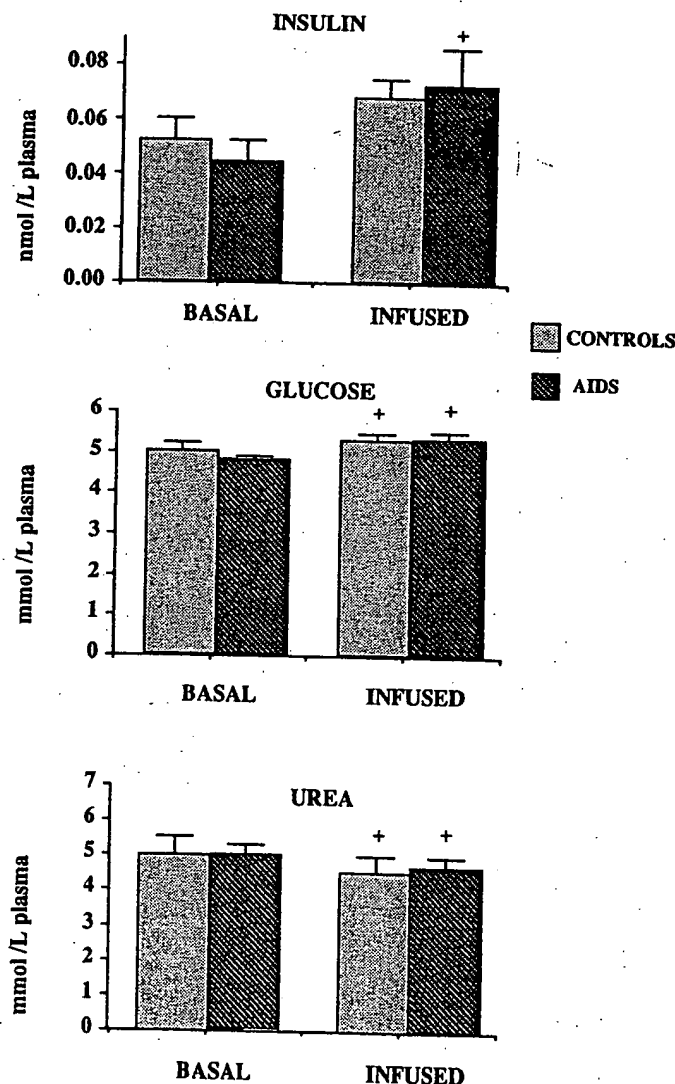 INSULIN
+
0.08
0.06
0.04
0.02
0.00
nmol /L plasma
BASAL INFUSED
CONTROLS
AIDS
GLUCOSE
+ +
6
5
4
3
2
1
0
mmol /L plasma
BASAL INFUSED
UREA
+ +
7
6
5
4
3
2
1
0
mmol /L plasma
BASAL INFUSED